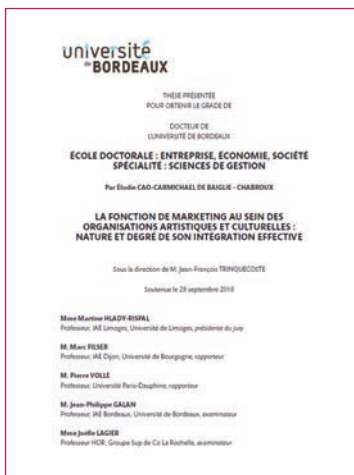 université
de BORDEAUX
THÈSE PRÉSENTÉE
POUR OBTENIR LE GRADE DE
DOCTEUR DE
L'UNIVERSITÉ DE BORDEAUX
ÉCOLE DOCTORALE : ENTREPRISE, ÉCONOMIE, SOCIÉTÉ
SPÉCIALITÉ : SCIENCES DE GESTION
Par Élodie CAO-CARMICHAEL DE BAIGLIE - CHABROUX
LA FONCTION DE MARKETING AU SEIN DES
ORGANISATIONS ARTISTIQUES ET CULTURELLES :
NATURE ET DEGRÉ DE SON INTÉGRATION EFFECTIVE
Sous la direction de M. Jean-François TRINQUECOSTE
Soutenue le 28 septembre 2018
Mme Martine HLADY-RISPAL
Professeur, IAE Limoges, Université de Limoges, présidente du jury
M. Marc FILSER
Professeur, IAE Dijon, Université de Bourgogne, rapporteur
M. Pierre VOLLE
Professeur, Université Paris-Dauphine, rapporteur
M. Jean-Philippe GALAN
Professeur, IAE Bordeaux, Université de Bordeaux, examinateur
Mme Joëlle LAGIER
Professeur HDR, Groupe Sup de Co La Rochelle, examinateur